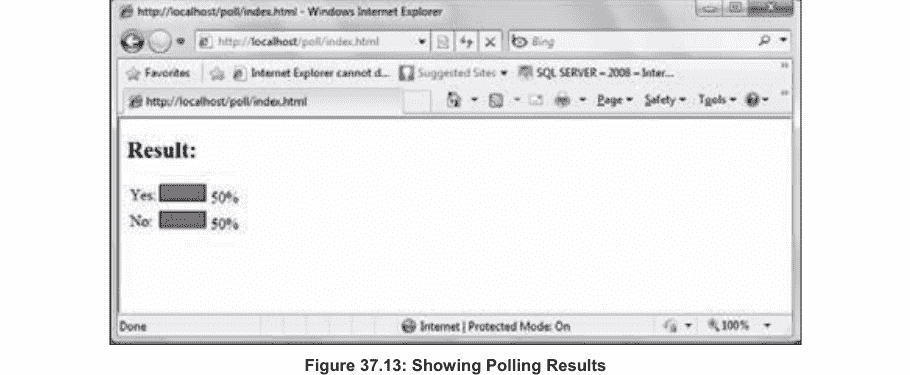 http://localhost/poll/index.html - Windows Internet Explorer
http://localhost/poll/index.html
Bing
Favorites
Internet Explorer cannot d...
Suggested Sites
SQL SERVER – 2008 – Inter...
http://localhost/poll/index.html
Page
Safety
Tools
Result:
Yes: 50%
No: 50%
Done
Internet | Protected Mode: On
100%
Figure 37.13: Showing Polling Results